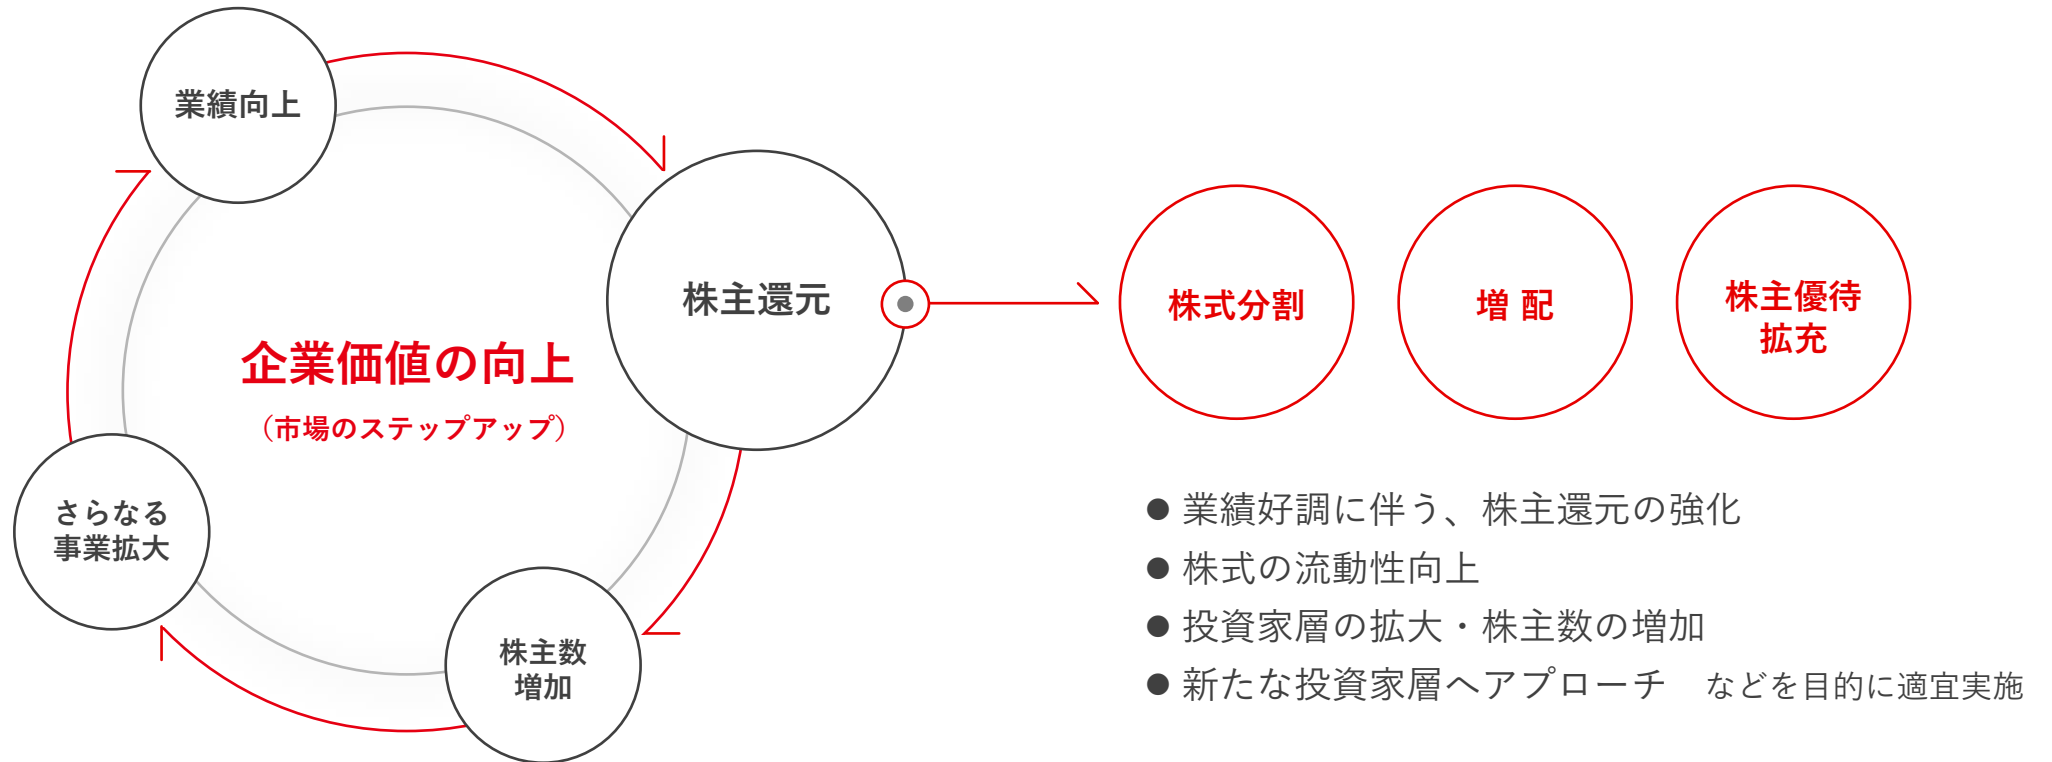 業績向上
株主還元
企業価値の向上
（市場のステップアップ）
さらなる
事業拡大
株主数
増加
株式分割
増 配
株主優待
拡充
● 業績好調に伴う、株主還元の強化
● 株式の流動性向上
● 投資家層の拡大・株主数の増加
● 新たな投資家層へアプローチ　などを目的に適宜実施